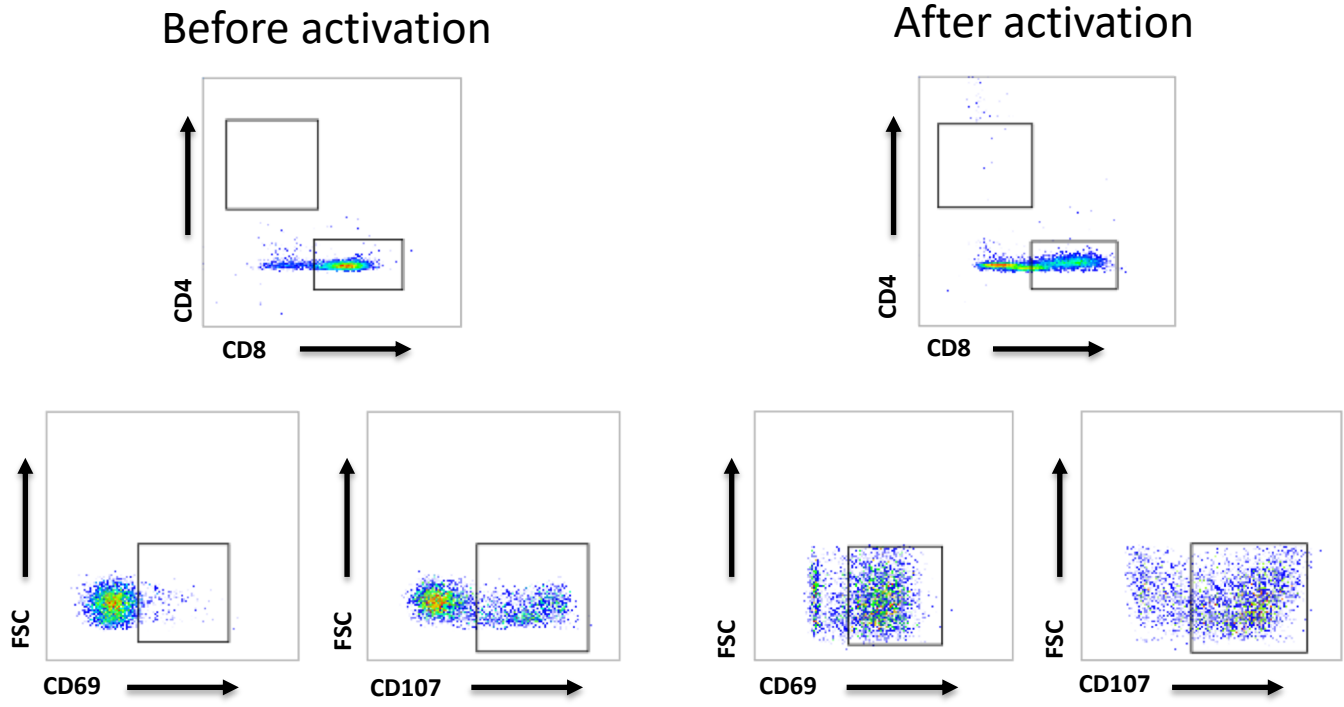 Before activation
After activation
CD4
CD8
CD4
CD8
FSC
CD69
FSC
CD107
FSC
CD69
FSC
CD107